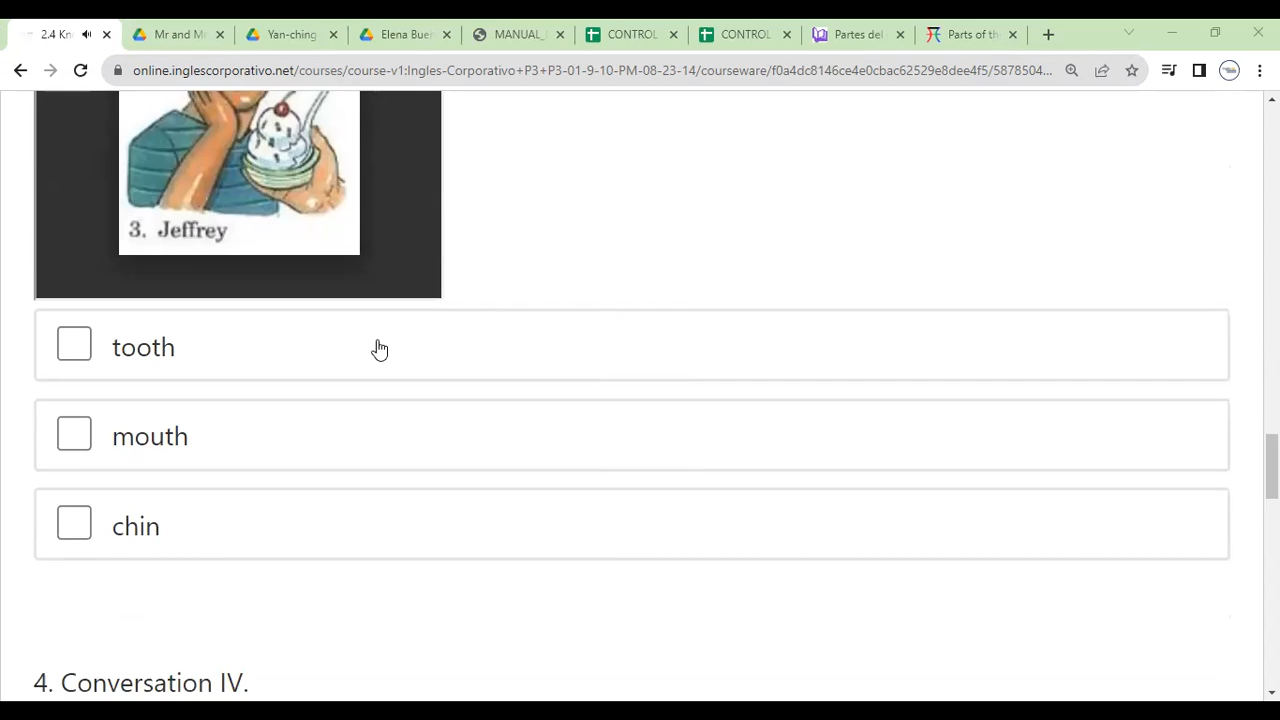 2.4 Kn
Mr and M
Yan-ching
Elena Bue
MANUAL_
CONTROL
CONTROL
Partes del
Parts of th
online.inglescorporativo.net/courses/course-v1:Ingles-Corporativo+P3+P3-01-9-10-PM-08-23-14/courseware/f0a4dc8146ce4e0cbac62529e8dee4f5/5878504...
3. Jeffrey
tooth
mouth
chin
4. Conversation IV.